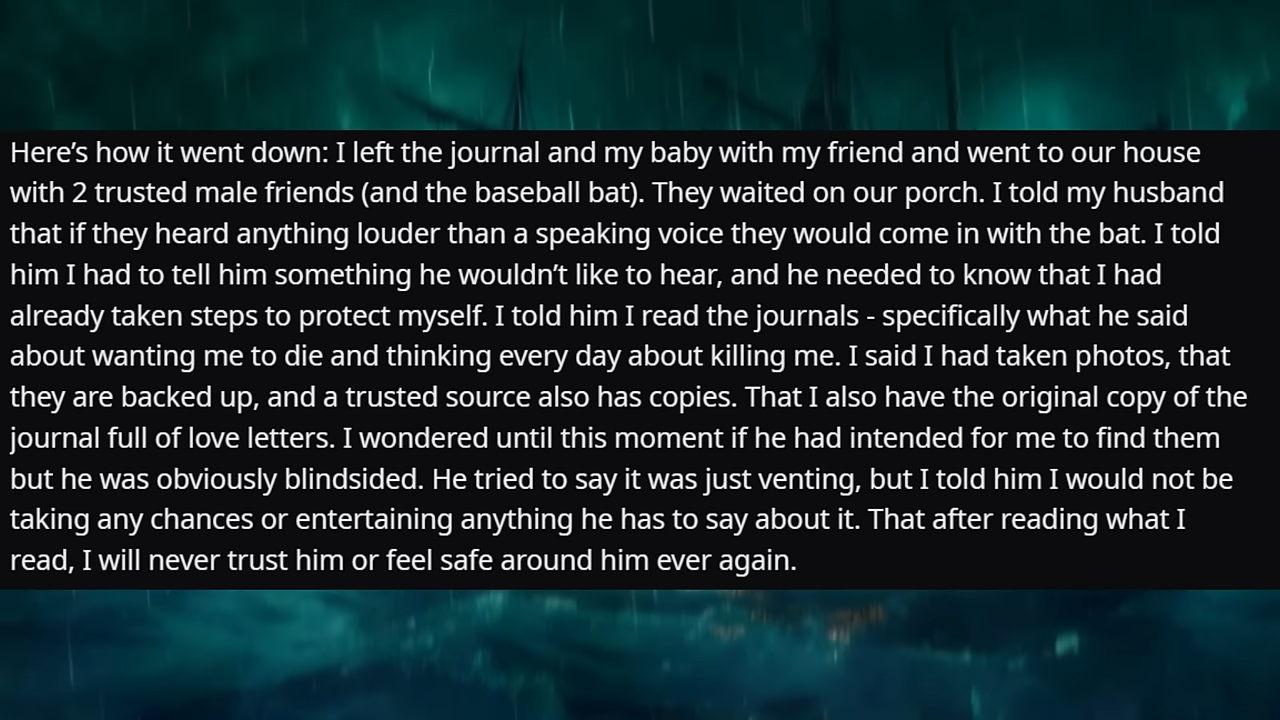 Here’s how it went down: I left the journal and my baby with my friend and went to our house
with 2 trusted male friends (and the baseball bat). They waited on our porch. I told my husband
that if they heard anything louder than a speaking voice they would come in with the bat. I told
him I had to tell him something he wouldn’t like to hear, and he needed to know that I had
already taken steps to protect myself. I told him I read the journals - specifically what he said
about wanting me to die and thinking every day about killing me. I said I had taken photos, that
they are backed up, and a trusted source also has copies. That I also have the original copy of the
journal full of love letters. I wondered until this moment if he had intended for me to find them
but he was obviously blindsided. He tried to say it was just venting, but I told him I would not be
taking any chances or entertaining anything he has to say about it. That after reading what I
read, I will never trust him or feel safe around him ever again.